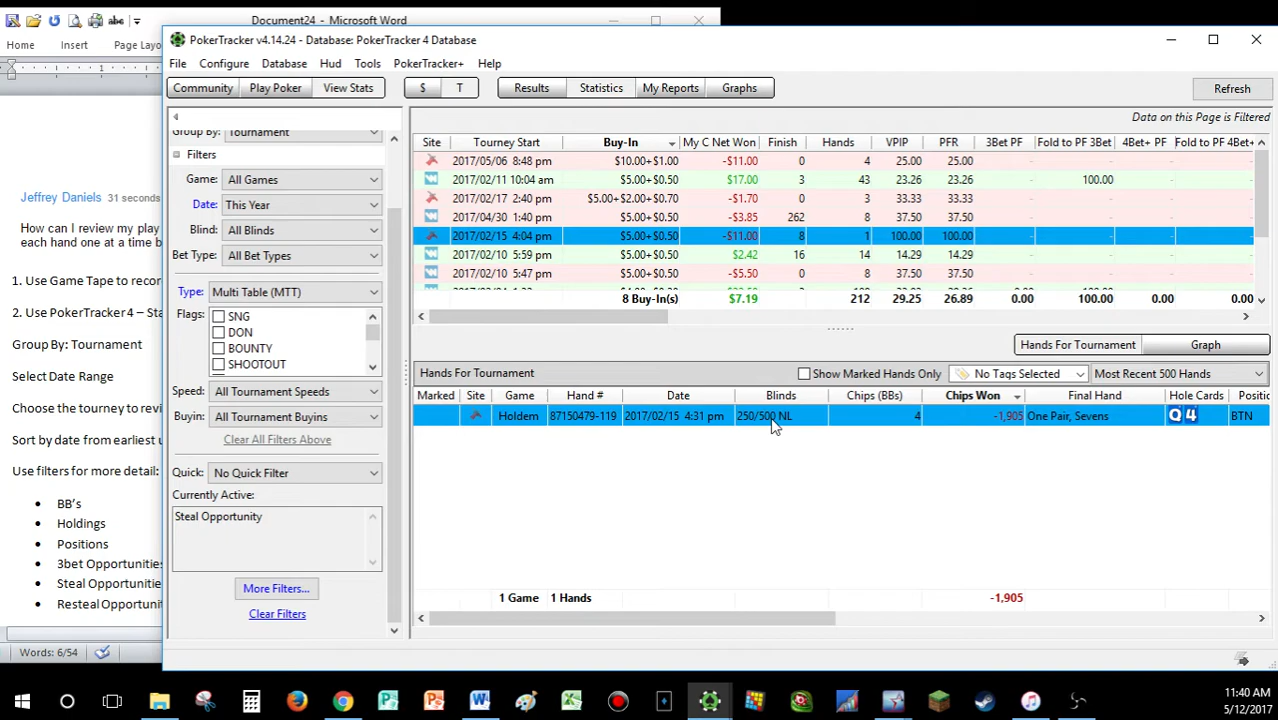 Document24 - Microsoft Word
Home Insert Page Layo
Jeffrey Daniels 31 seconds
How can I review my play
each hand one at a time b
1. Use Game Tape to recor
2. Use PokerTracker4 – Sta
Group By: Tournament
Select Date Range
Choose the tourney to revi
Sort by date from earliest u
Use filters for more detail:
• BB's
• Holdings
• Positions
• 3bet Opportunities
• Steal Opportunities
• Resteal Opportunit
Words: 6/54
PokerTracker v4.14.24 - Database: PokerTracker 4 Database
File Configure Database Hud Tools PokerTracker+ Help
Community Play Poker View Stats $ T Results Statistics My Reports Graphs Refresh
Data on this Page is Filtered
Group By: Tournament
Filters
Game: All Games
Date: This Year
Blind: All Blinds
Bet Type: All Bet Types
Type: Multi Table (MTT)
Flags: SNG
DON
BOUNTY
SHOOTOUT
Speed: All Tournament Speeds
Buyin: All Tournament Buyins
Clear All Filters Above
Quick: No Quick Filter
Currently Active:
Steal Opportunity
More Filters...
Clear Filters
Site Tourney Start Buy-In My C Net Won Finish Hands VPIP PFR 3Bet PF Fold to PF 3Bet 4Bet+ PF Fold to PF 4Bet+
2017/05/06 8:48 pm $10.00+$1.00 -$11.00 0 4 25.00 25.00 - - - -
2017/02/11 10:04 am $5.00+$0.50 $17.00 3 43 23.26 23.26 - 100.00 - -
2017/02/17 2:40 pm $5.00+$2.00+$0.70 -$1.70 0 3 33.33 33.33 - - - -
2017/04/30 1:40 pm $5.00+$0.50 -$3.85 262 8 37.50 37.50 - - - -
2017/02/15 4:04 pm $5.00+$0.50 -$11.00 8 1 100.00 100.00 - - - -
2017/02/10 5:59 pm $5.00+$0.50 $2.42 16 14 14.29 14.29 - - - -
2017/02/10 5:47 pm $5.00+$0.50 -$5.50 0 8 37.50 37.50 - - - -
8 Buy-In(s) $7.19 212 29.25 26.89 0.00 100.00 0.00 0.00
Hands For Tournament Graph
Hands For Tournament Show Marked Hands Only No Tags Selected Most Recent 500 Hands
Marked Site Game Hand # Date Blinds Chips (BBs) Chips Won Final Hand Hole Cards Positic
Holdem 87150479-119 2017/02/15 4:31 pm 250/500 NL 4 -1,905 One Pair, Sevens Q 4 BTN
1 Game 1 Hands -1,905
11:40 AM
5/12/2017